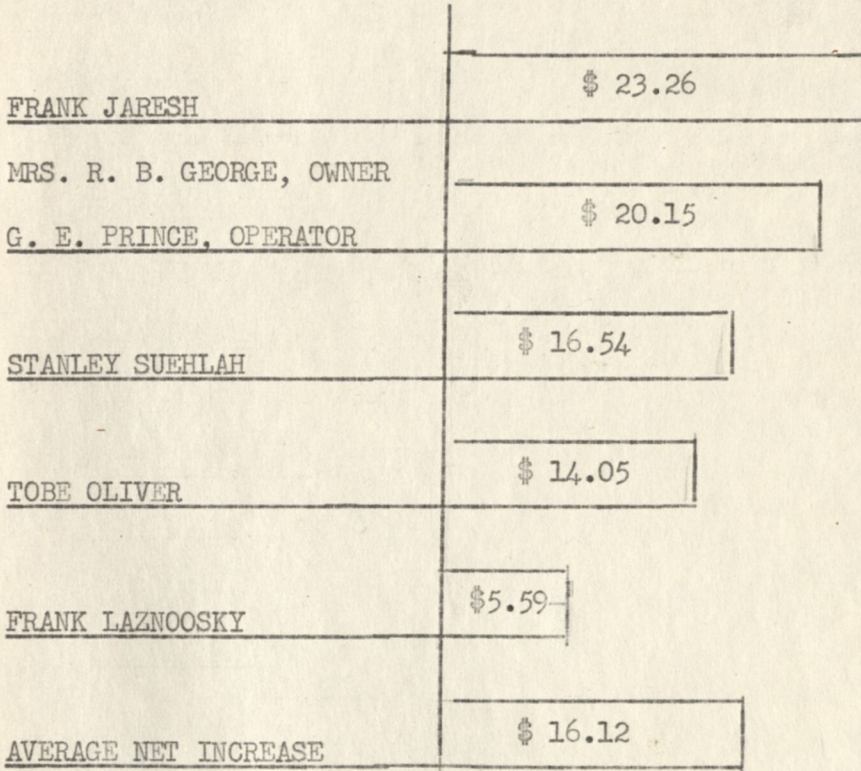 FRANK JARESH $ 23.26
MRS. R. B. GEORGE, OWNER
G. E. PRINCE, OPERATOR $ 20.15
STANLEY SUEHLAH $ 16.54
TOBE OLIVER $ 14.05
FRANK LAZNOOSKY $5.59
AVERAGE NET INCREASE $ 16.12